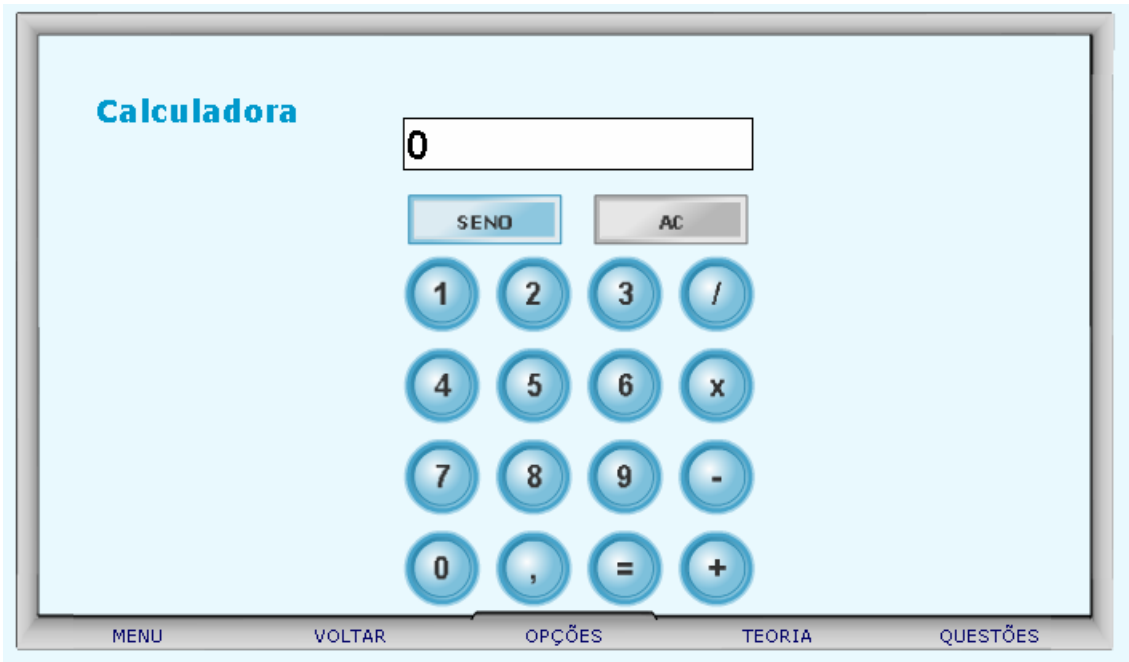 Calculadora
0
SENO AC
1 2 3 /
4 5 6 x
7 8 9 -
0 , = +
MENU VOLTAR OPÇÕES TEORIA QUESTÕES